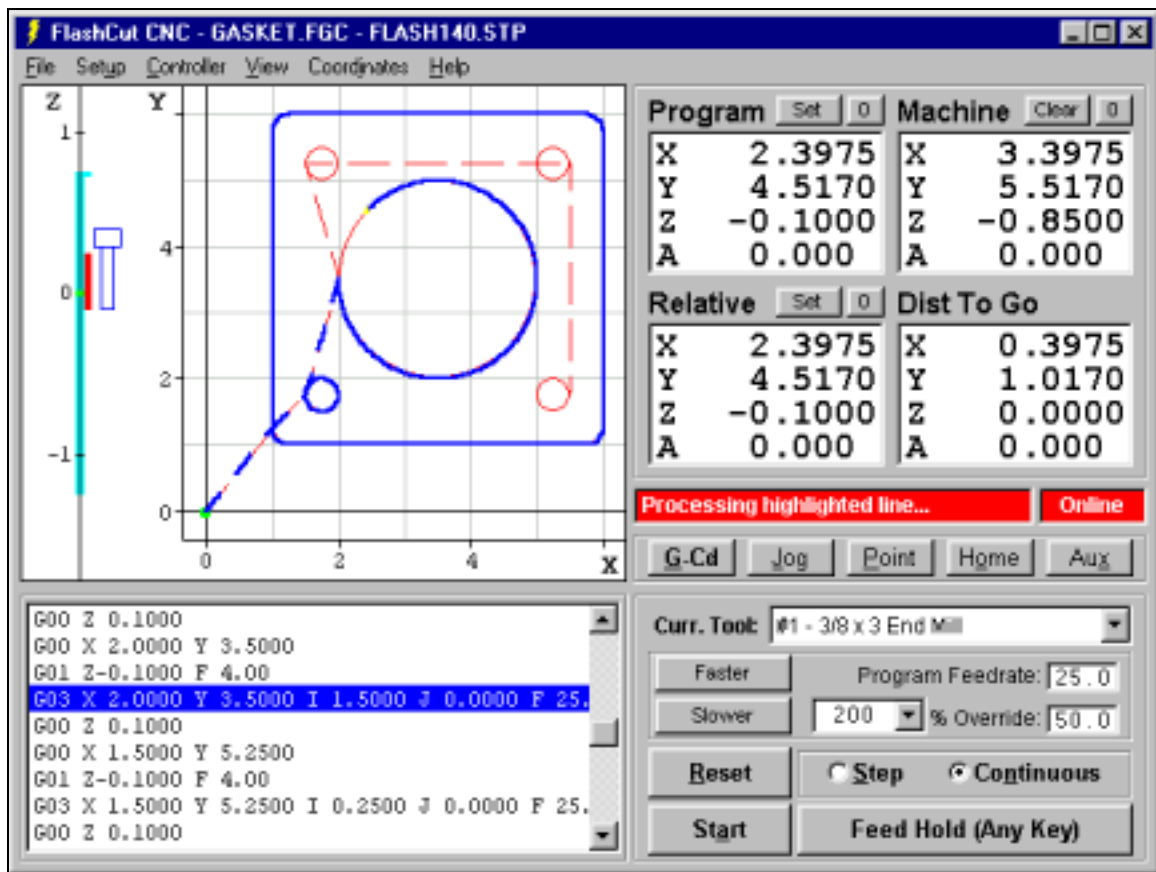 FlashCut CNC - GASKET.FGC - FLASH140.STP
File Setup Controller View Coordinates Help
Z Y
1
4
0
2
-1
0
0 2 4 X
Program Set 0
X 2.3975
Y 4.5170
Z -0.1000
A 0.000
Machine Clear 0
X 3.3975
Y 5.5170
Z -0.8500
A 0.000
Relative Set 0
X 2.3975
Y 4.5170
Z -0.1000
A 0.000
Dist To Go
X 0.3975
Y 1.0170
Z 0.0000
A 0.000
Processing highlighted line... Online
G-Cd Jog Point Home Aux
G00 Z 0.1000
G00 X 2.0000 Y 3.5000
G01 Z-0.1000 F 4.00
G03 X 2.0000 Y 3.5000 I 1.5000 J 0.0000 F 25.
G00 Z 0.1000
G00 X 1.5000 Y 5.2500
G01 Z-0.1000 F 4.00
G03 X 1.5000 Y 5.2500 I 0.2500 J 0.0000 F 25.
G00 Z 0.1000
Curr. Tool: #1 - 3/8 x 3 End Mill
Faster Program Feedrate: 25.0
Slower 200 % Override: 50.0
Reset Step Continuous
Start Feed Hold (Any Key)